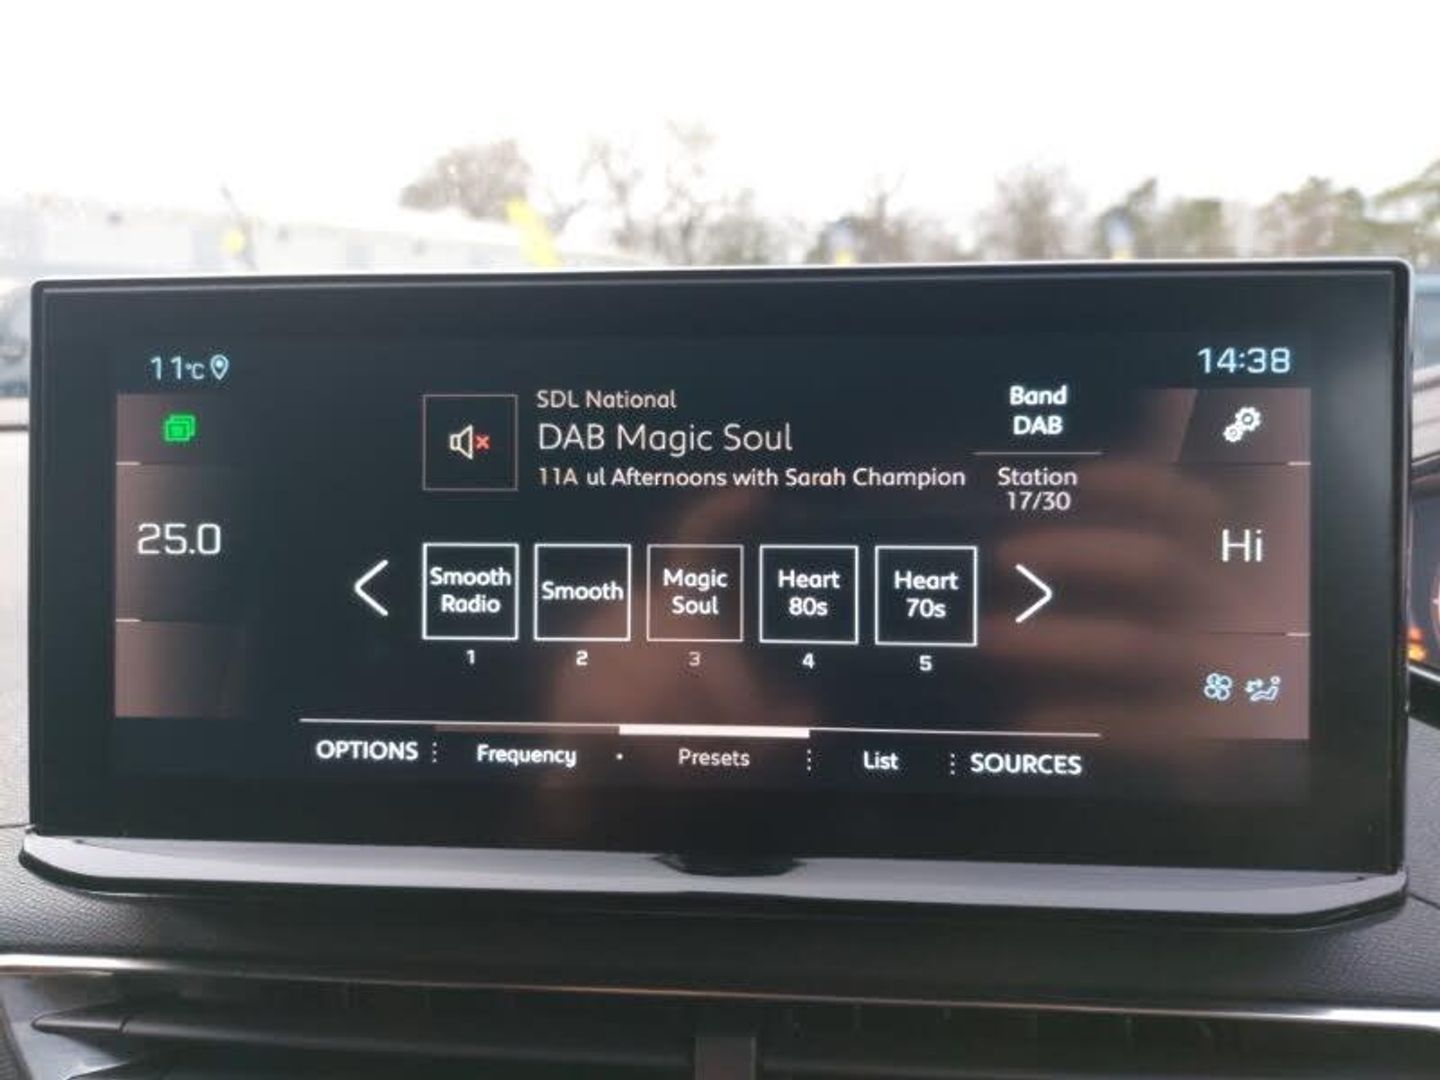 11°C
14:38
SDL National
DAB Magic Soul
11A ul Afternoons with Sarah Champion
Band
DAB
Station
17/30
25.0
Hi
Smooth
Radio
1
Smooth
2
Magic
Soul
3
Heart
80s
4
Heart
70s
5
OPTIONS
Frequency
Presets
List
SOURCES